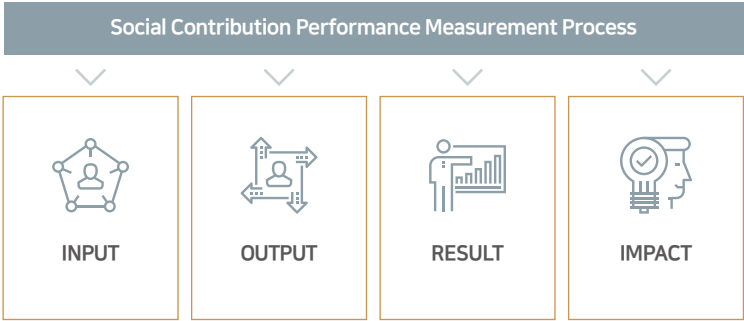 Social Contribution Performance Measurement Process
INPUT
OUTPUT
RESULT
IMPACT